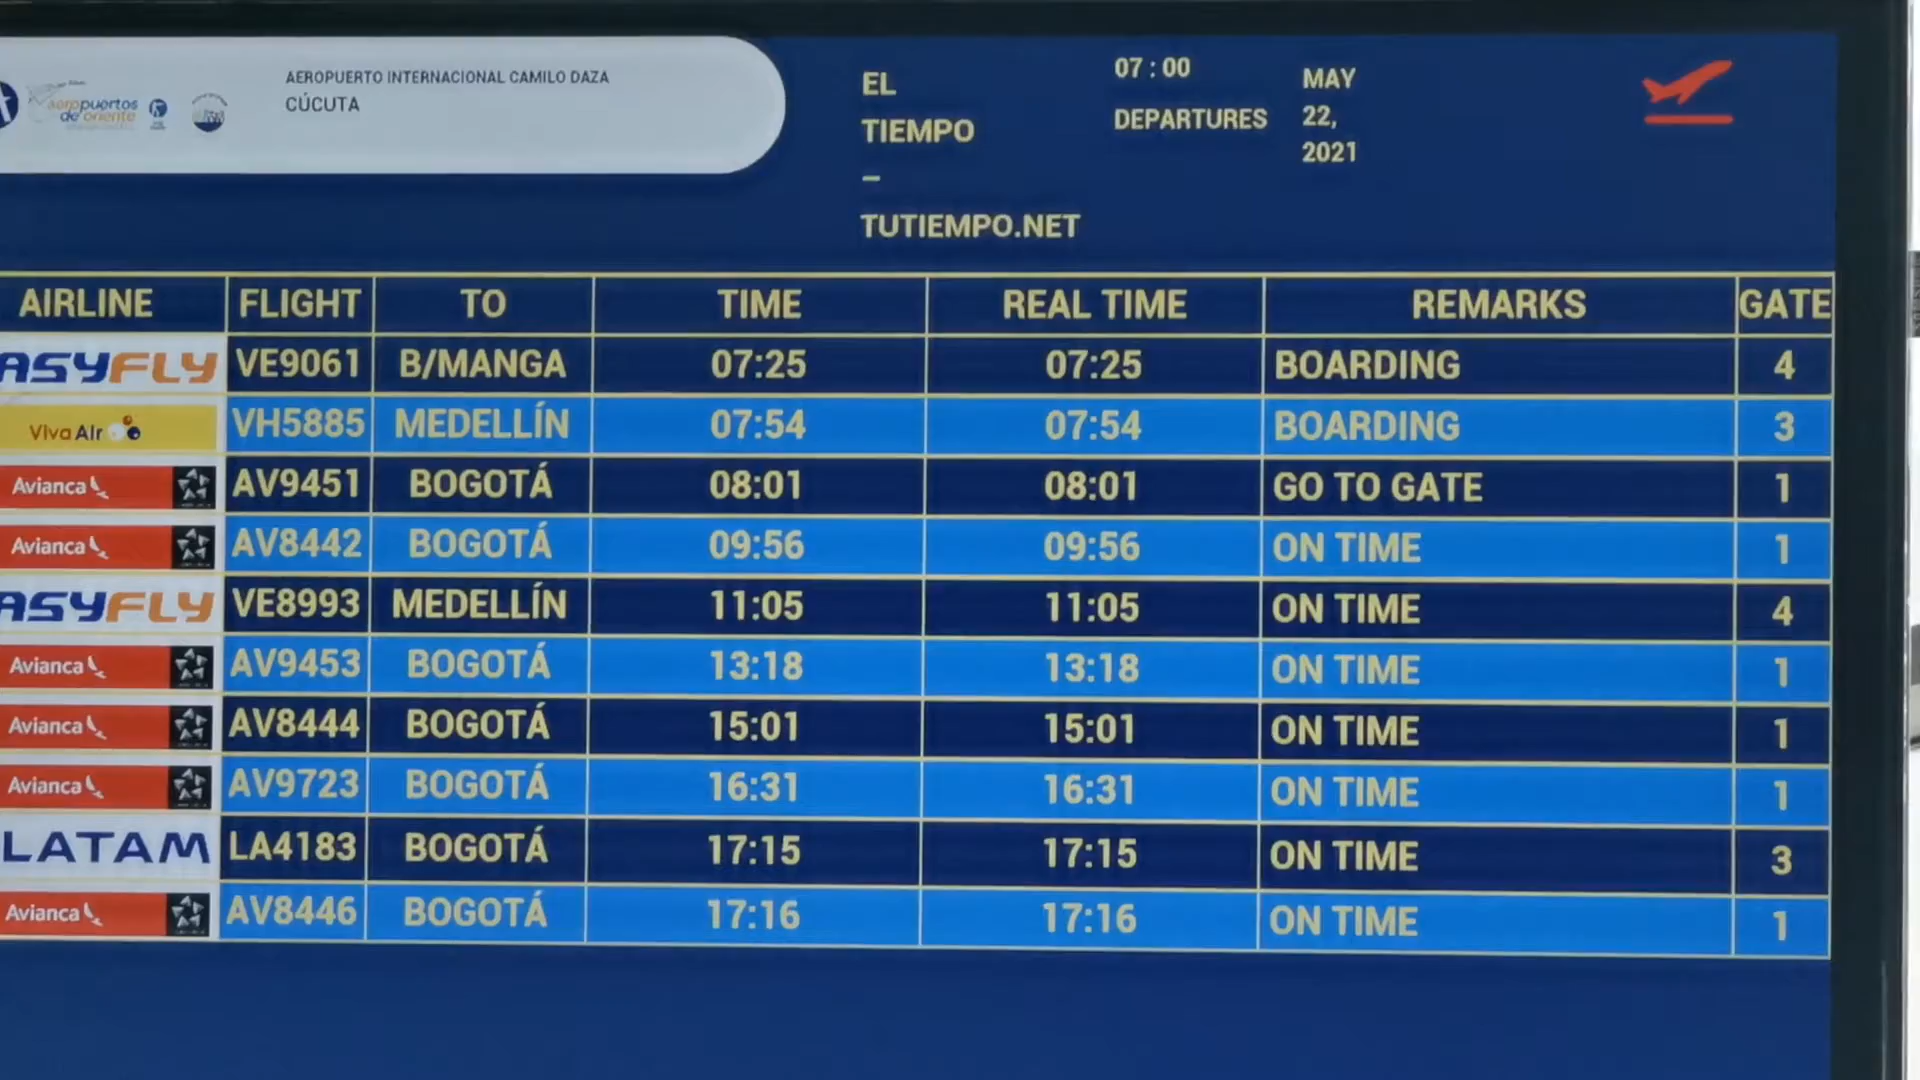 AEROPUERTO INTERNACIONAL CAMILO DAZA
CÚCUTA
aeropuertos
de oriente
EL
TIEMPO
–
TUTIEMPO.NET
07 : 00
DEPARTURES
MAY
22,
2021
AIRLINE FLIGHT TO TIME REAL TIME REMARKS GATE
ASYFLY VE9061 B/MANGA 07:25 07:25 BOARDING 4
Viva Air VH5885 MEDELLÍN 07:54 07:54 BOARDING 3
Avianca AV9451 BOGOTÁ 08:01 08:01 GO TO GATE 1
Avianca AV8442 BOGOTÁ 09:56 09:56 ON TIME 1
ASYFLY VE8993 MEDELLÍN 11:05 11:05 ON TIME 4
Avianca AV9453 BOGOTÁ 13:18 13:18 ON TIME 1
Avianca AV8444 BOGOTÁ 15:01 15:01 ON TIME 1
Avianca AV9723 BOGOTÁ 16:31 16:31 ON TIME 1
LATAM LA4183 BOGOTÁ 17:15 17:15 ON TIME 3
Avianca AV8446 BOGOTÁ 17:16 17:16 ON TIME 1